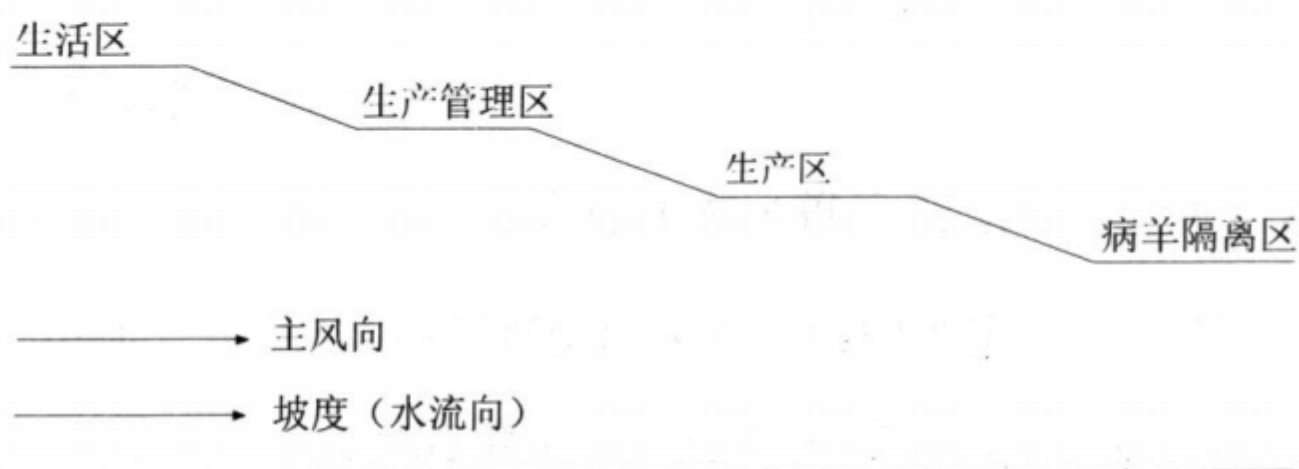 生活区
生产管理区
生产区
病羊隔离区
主风向
坡度（水流向）